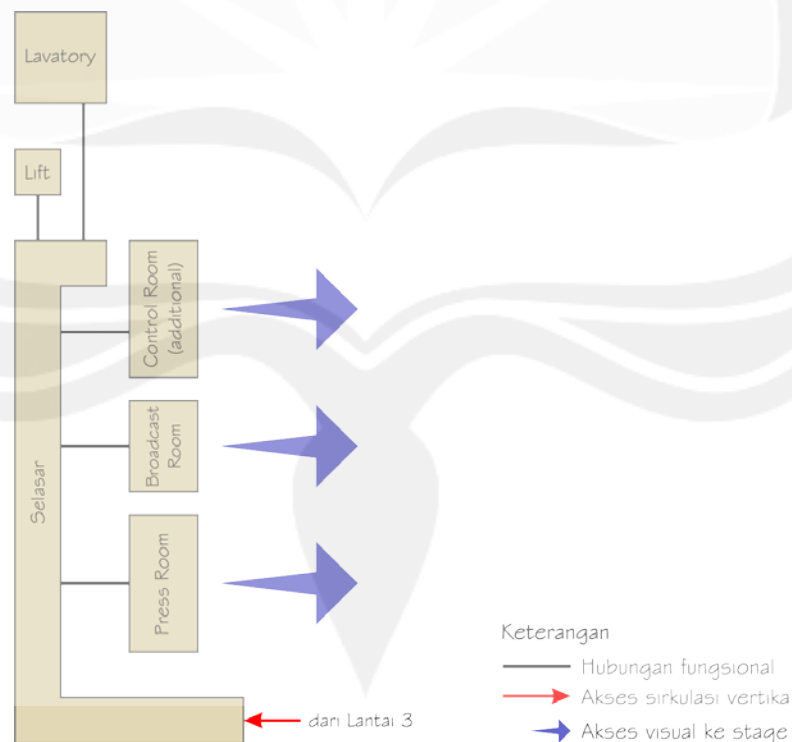 Lavatory
Lift
Control Room
(additional)
Broadcast
Room
Selasar
Press Room
dari Lantai 3
Keterangan
Hubungan fungsional
Akses sirkulasi vertika
Akses visual ke stage